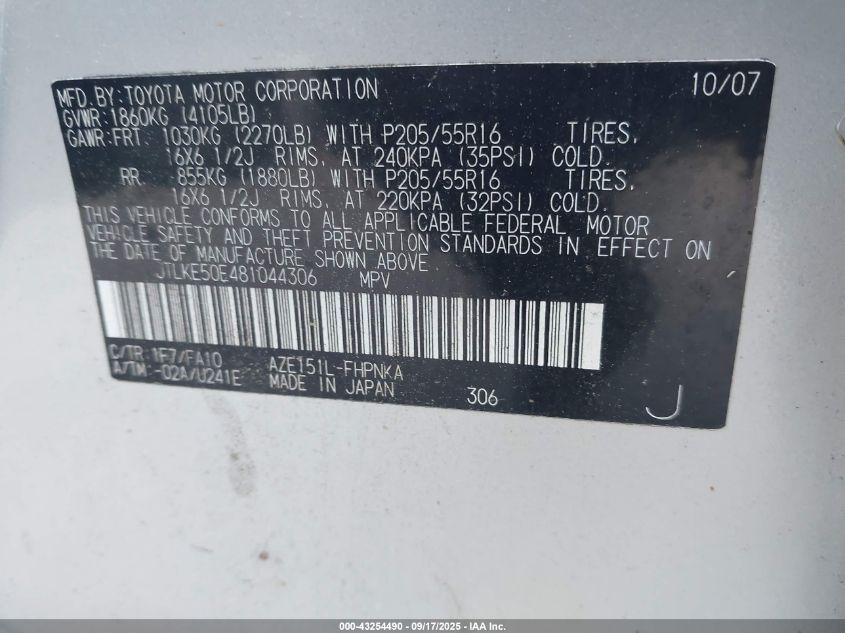 MFD.BY:TOYOTA MOTOR CORPORATION 10/07
GVWR:1860KG (4105LB)
GAWR:FRT. 1030KG (2270LB) WITH P205/55R16 TIRES,
16X6 1/2J RIMS, AT 240KPA (35PSI) COLD.
RR. 855KG (1880LB) WITH P205/55R16 TIRES,
16X6 1/2J RIMS, AT 220KPA (32PSI) COLD.
THIS VEHICLE CONFORMS TO ALL APPLICABLE FEDERAL MOTOR
VEHICLE SAFETY AND THEFT PREVENTION STANDARDS IN EFFECT ON
THE DATE OF MANUFACTURE SHOWN ABOVE.
JTLKE50E481044306 MPV
C/TR:1F7/FA10 AZE151L-FHPNKA
A/TM:-02A/U241E MADE IN JAPAN 306 J
000-43254490 - 09/17/2025 - IAA Inc.